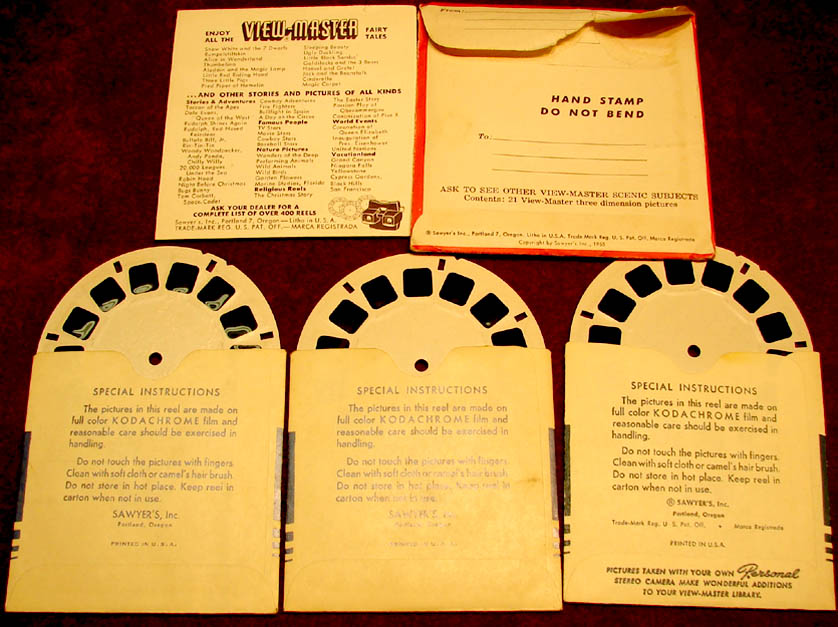 ENJOY ALL THE VIEW-MASTER FAIRY TALES
Snow White and the 7 Dwarfs
Rumpelstiltskin
Alice in Wonderland
Thumbelina
Aladdin and the Magic Lamp
Little Red Riding Hood
Three Little Pigs
Pied Piper of Hamelin
Sleeping Beauty
Ugly Duckling
Little Black Sambo
Goldilocks and the 3 Bears
Hansel and Gretel
Jack and the Beanstalk
Cinderella
Magic Carpet
...AND OTHER STORIES AND PICTURES OF ALL KINDS
Stories & Adventures
Tarzan of the Apes
Dale Evans,
Queen of the West
Rudolph Shines Again
Rudolph, Red Nosed
Reindeer
Buffalo Bill, Jr.
Rin-Tin-Tin
Woody Woodpecker,
Andy Panda,
Chilly Willy
20,000 Leagues
Under the Sea
Robin Hood
Night Before Christmas
Bugs Bunny
Tom Corbett,
Space Cadet
Cowboy Adventures
Fire Fighters
Bullfight in Spain
A Day at the Circus
Famous People
TV Stars
Movie Stars
Cowboy Stars
Baseball Stars
Nature Pictures
Wonders of the Deep
Performing Animals
Wild Animals
Wild Birds
Garden Flowers
Marine Studios, Florida
Religious Reels
The Christmas Story
The Easter Story
Passion Play of
Oberammergau
Canonization of Pius X
World Events
Coronation of
Queen Elizabeth
Inauguration of
Pres. Eisenhower
United Nations
Vacationland
Grand Canyon
Niagara Falls
Yellowstone
Cypress Gardens,
Black Hills
San Francisco
ASK YOUR DEALER FOR A
COMPLETE LIST OF OVER 400 REELS
Sawyer's, Inc., Portland 7, Oregon—Litho in U.S.A.
TRADE-MARK REG. U.S. PAT. OFF.—MARCA REGISTRADA
From:
HAND STAMP
DO NOT BEND
To:
ASK TO SEE OTHER VIEW-MASTER SCENIC SUBJECTS
Contents: 21 View-Master three dimension pictures
® Sawyer's Inc., Portland 7, Oregon. Litho in U.S.A. Trade Mark Reg. U. S. Pat. Off. Marca Registrada
Copyright by Sawyer's Inc., 1955
SPECIAL INSTRUCTIONS
The pictures in this reel are made on
full color KODACHROME film and
reasonable care should be exercised in
handling.
Do not touch the pictures with fingers.
Clean with soft cloth or camel's hair brush.
Do not store in hot place. Keep reel in
carton when not in use.
SAWYER'S, Inc.
Portland, Oregon
PRINTED IN U.S.A.
SPECIAL INSTRUCTIONS
The pictures in this reel are made on
full color KODACHROME film and
reasonable care should be exercised in
handling.
Do not touch the pictures with fingers.
Clean with soft cloth or camel's hair brush.
Do not store in hot place. Keep reel in
carton when not in use.
SAWYER'S, Inc.
Portland, Oregon
PRINTED IN U.S.A.
SPECIAL INSTRUCTIONS
The pictures in this reel are made on
full color KODACHROME film and
reasonable care should be exercised in
handling.
Do not touch the pictures with fingers.
Clean with soft cloth or camel's hair brush.
Do not store in hot place. Keep reel in
carton when not in use.
® SAWYER'S, Inc.
Portland, Oregon
Trade-Mark Reg. U. S. Pat. Off. • Marca Registrada
PRINTED IN U.S.A.
PICTURES TAKEN WITH YOUR OWN Personal
STEREO CAMERA MAKE WONDERFUL ADDITIONS
TO YOUR VIEW-MASTER LIBRARY.